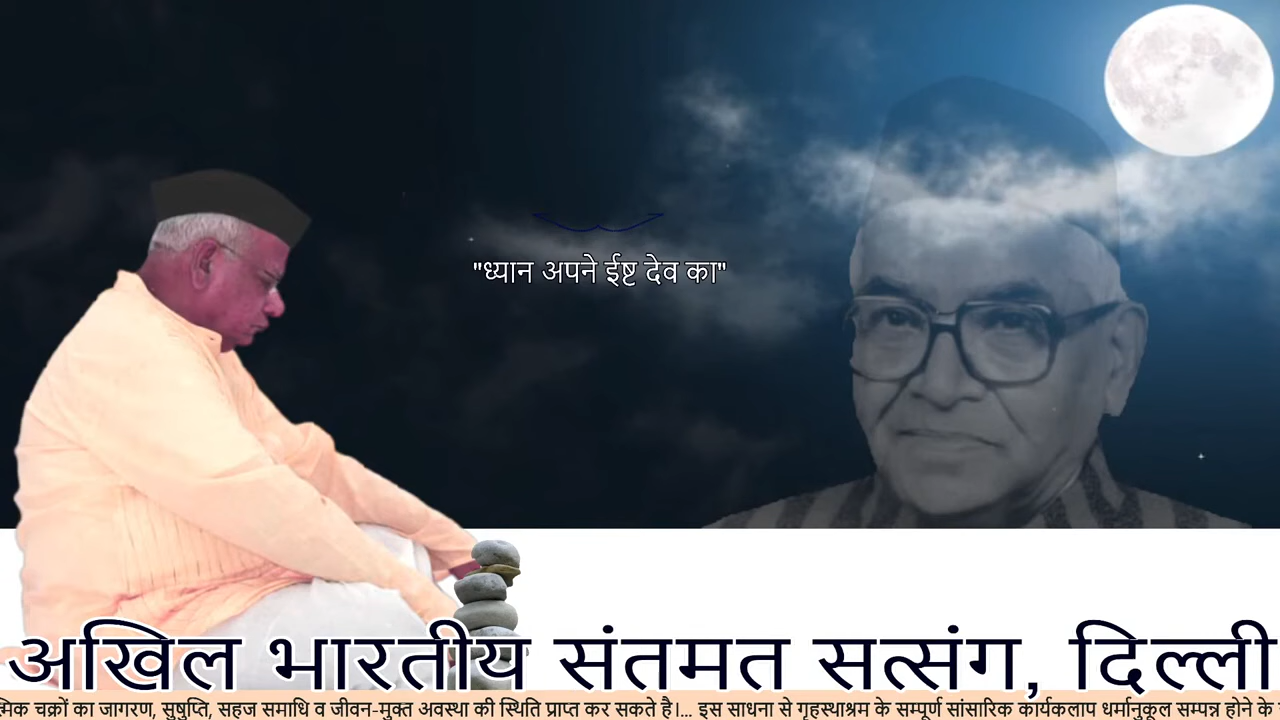 "ध्यान अपने ईष्ट देव का"
अखिल भारतीय संतमत सत्संग, दिल्ली
चक्रों का जागरण, सुषुप्ति, सहज समाधि व जीवन-मुक्त अवस्था की स्थिति प्राप्त कर सकते है।... इस साधना से गृहस्थाश्रम के सम्पूर्ण सांसारिक कार्यकलाप धर्मानुकुल सम्पन्न होने के